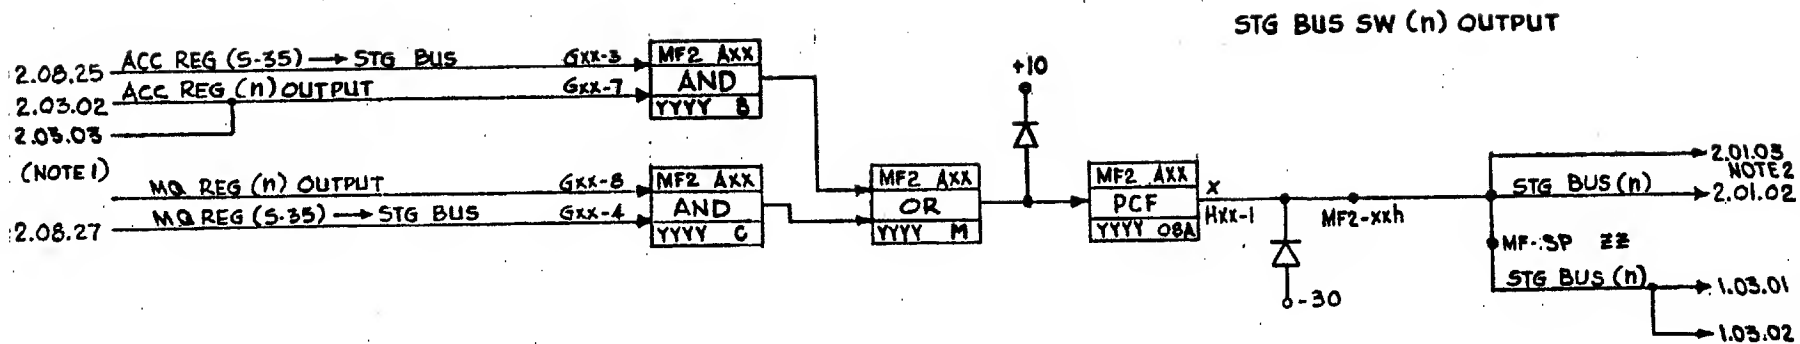 STG BUS SW (n) OUTPUT
2.08.25 ACC REG (S-35) → STG BUS GXX-3
2.03.02 ACC REG (n) OUTPUT GXX-7
2.03.03
(NOTE 1)
MQ REG (n) OUTPUT GXX-8
2.08.27 MQ REG (S-35) → STG BUS GXX-4
MF2 AXX
AND
YYYY B
MF2 AXX
AND
YYYY C
MF2 AXX
OR
YYYY M
+10
MF2 AXX
PCF
YYYY 08A
X
HXX-1
-30
MF2-XXh
2.01.03
NOTE 2
STG BUS (n) 2.01.02
MF-SP ZZ
STG BUS (n) 1.03.01
1.03.02